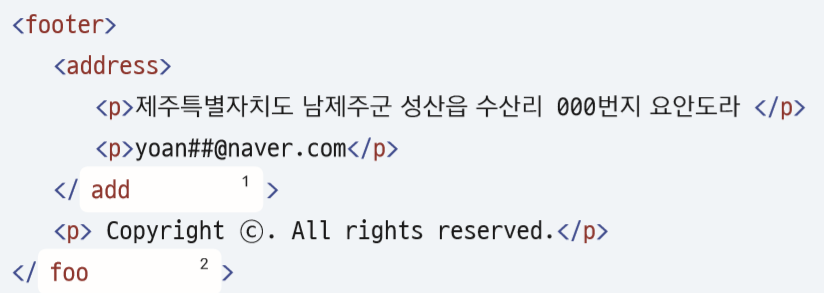 <footer>
<address>
<p>제주특별자치도 남제주군 성산읍 수산리 000번지 요안도라 </p>
<p>yoan##@naver.com</p>
</ add 1 >
<p> Copyright ⓒ. All rights reserved.</p>
</ foo 2 >